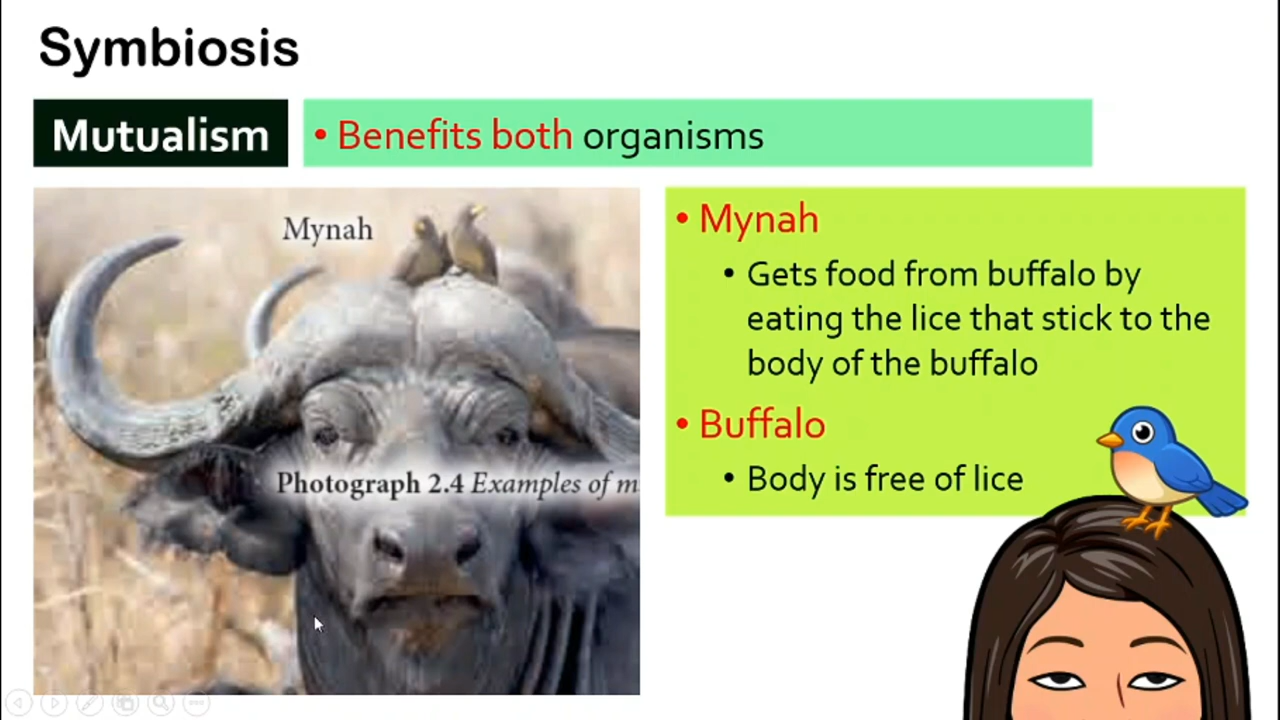 Symbiosis
Mutualism
• Benefits both organisms
Mynah
Photograph 2.4 Examples of m
• Mynah
• Gets food from buffalo by
eating the lice that stick to the
body of the buffalo
• Buffalo
• Body is free of lice